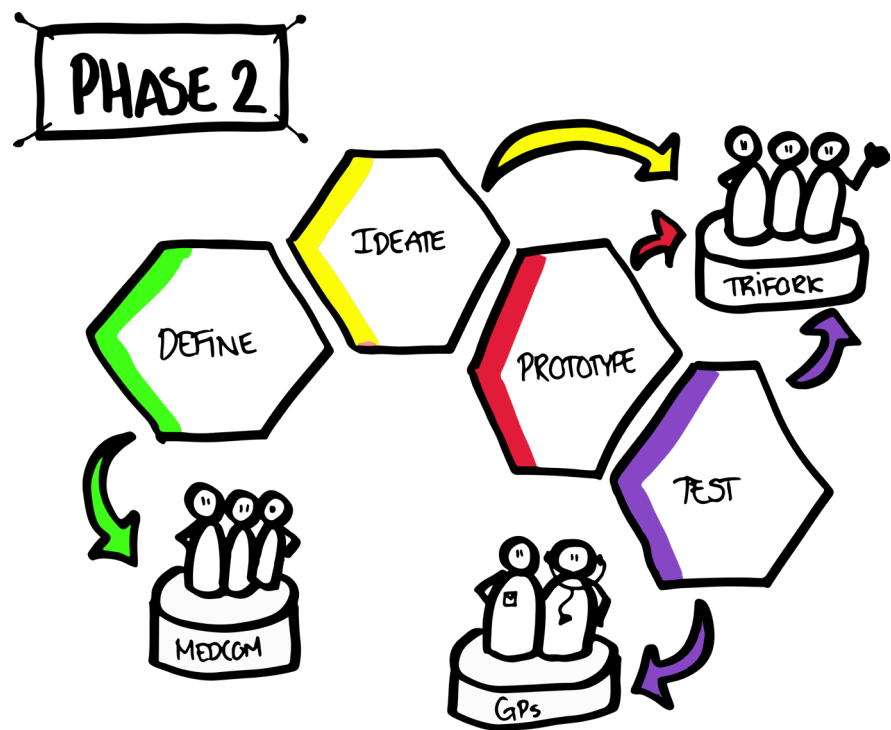 PHASE 2
IDEATE
DEFINE
PROTOTYPE
TEST
TRIFORK
MEDCOM
GPs